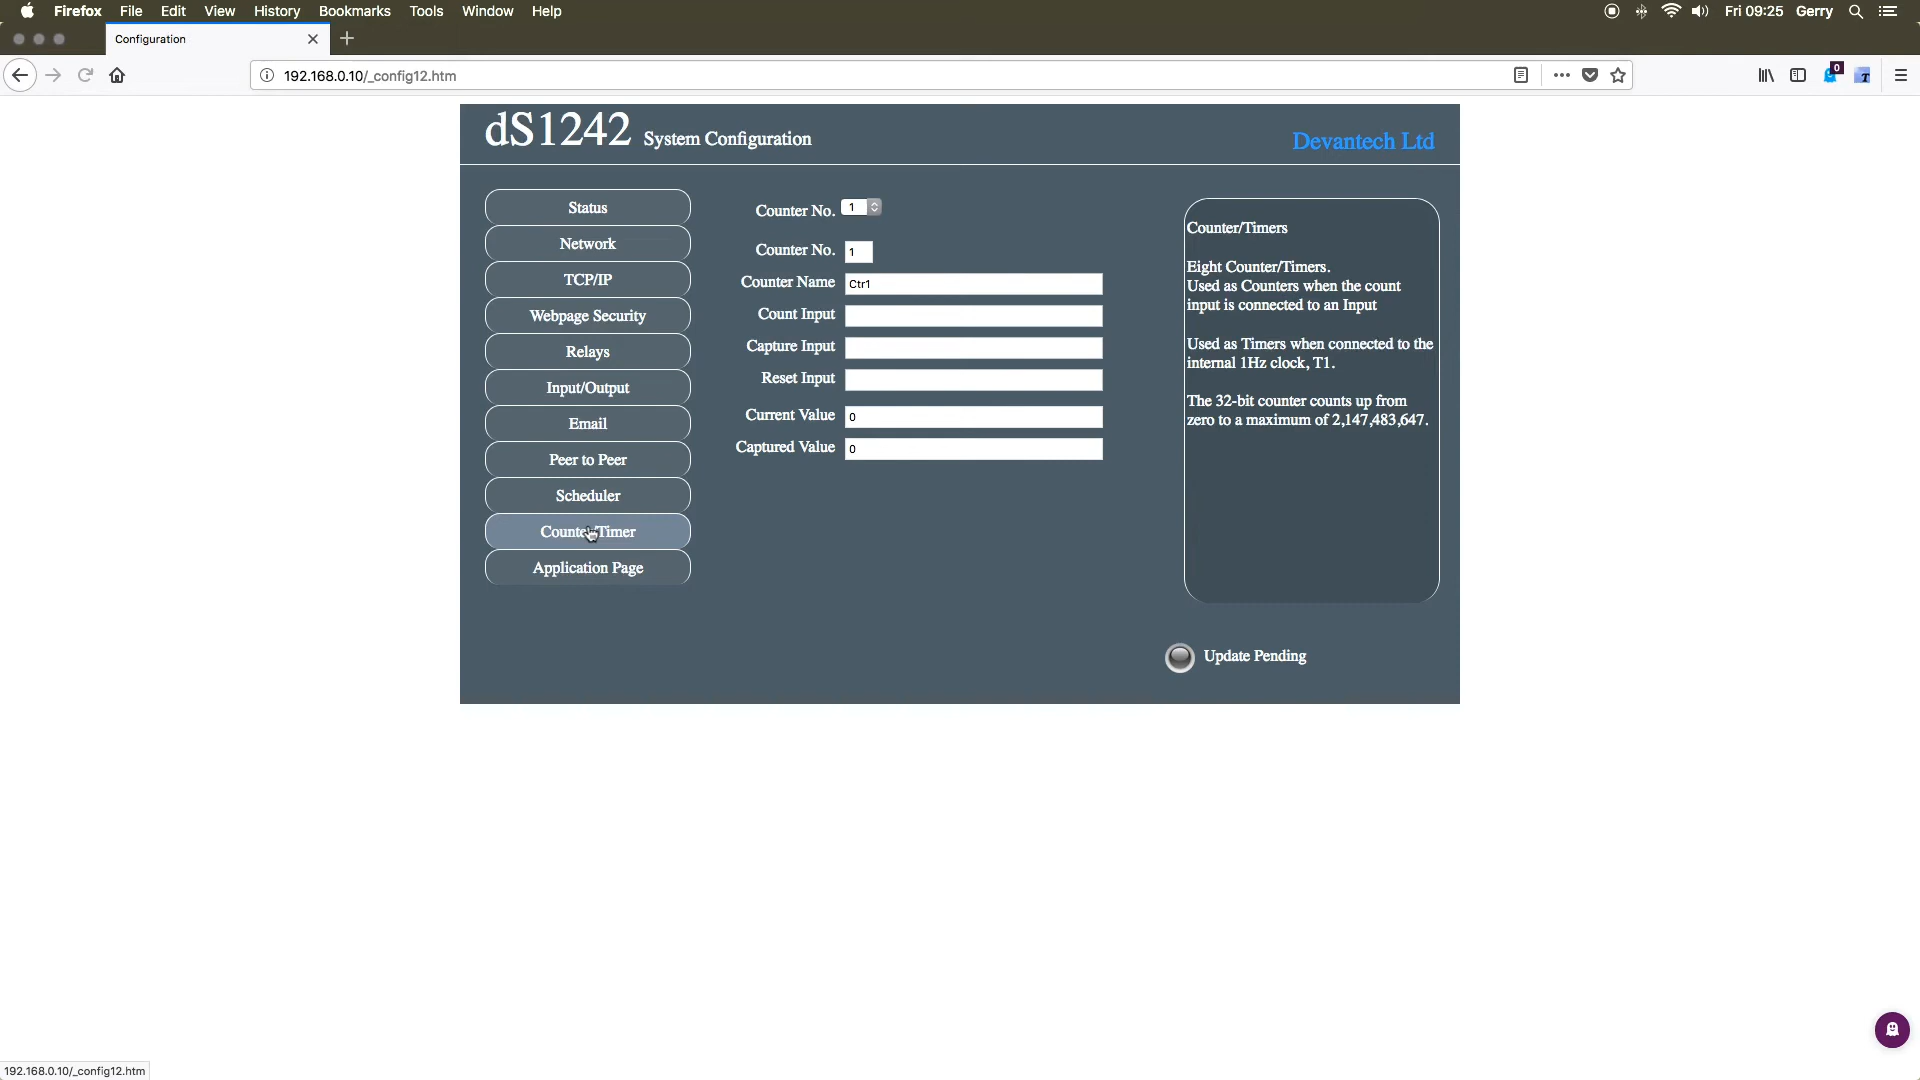 Firefox File Edit View History Bookmarks Tools Window Help Fri 09:25 Gerry
Configuration
192.168.0.10/_config12.htm
0
T
dS1242 System Configuration
Devantech Ltd
Status
Network
TCP/IP
Webpage Security
Relays
Input/Output
Email
Peer to Peer
Scheduler
Counter/Timer
Application Page
Counter No. 1
Counter No. 1
Counter Name Ctr1
Count Input
Capture Input
Reset Input
Current Value 0
Captured Value 0
Counter/Timers
Eight Counter/Timers.
Used as Counters when the count
input is connected to an Input
Used as Timers when connected to the
internal 1Hz clock, T1.
The 32-bit counter counts up from
zero to a maximum of 2,147,483,647.
Update Pending
192.168.0.10/_config12.htm